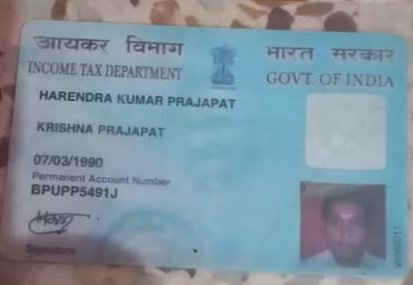 आयकर विभाग
भारत सरकार
INCOME TAX DEPARTMENT
GOVT. OF INDIA
HARENDRA KUMAR PRAJAPAT
KRISHNA PRAJAPAT
07/03/1990
Permanent Account Number
BPUPP5491J
Signature